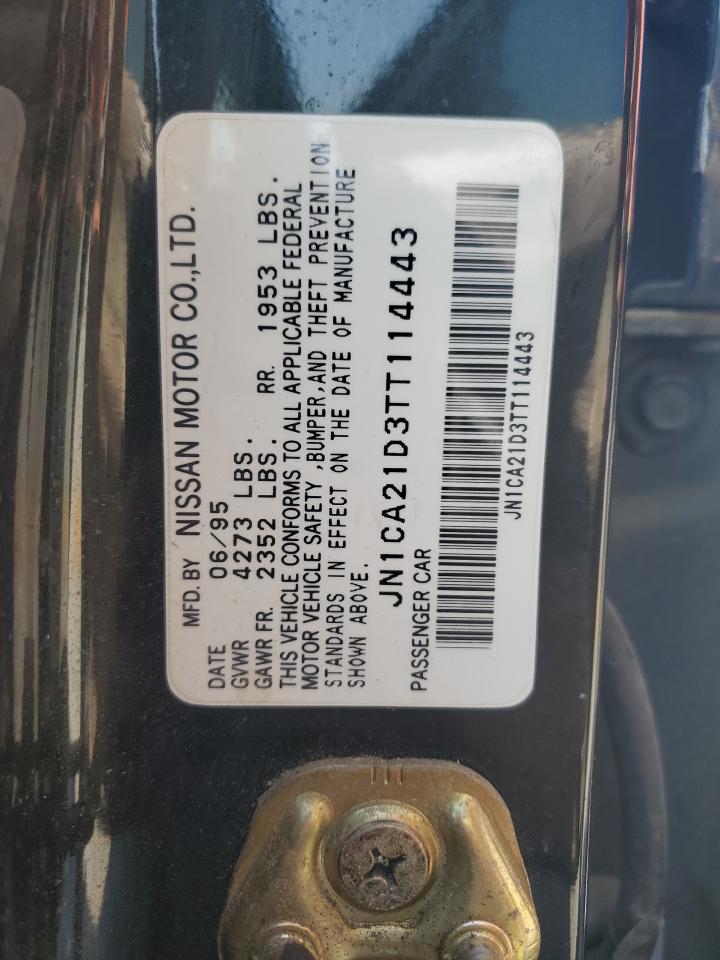 MFD. BY NISSAN MOTOR CO.,LTD.
DATE 06/95
GVWR 4273 LBS.
GAWR FR. 2352 LBS. RR. 1953 LBS.
THIS VEHICLE CONFORMS TO ALL APPLICABLE FEDERAL
MOTOR VEHICLE SAFETY ,BUMPER,AND THEFT PREVENTION
STANDARDS IN EFFECT ON THE DATE OF MANUFACTURE
SHOWN ABOVE.
JN1CA21D3TT114443
PASSENGER CAR
JN1CA21D3TT114443